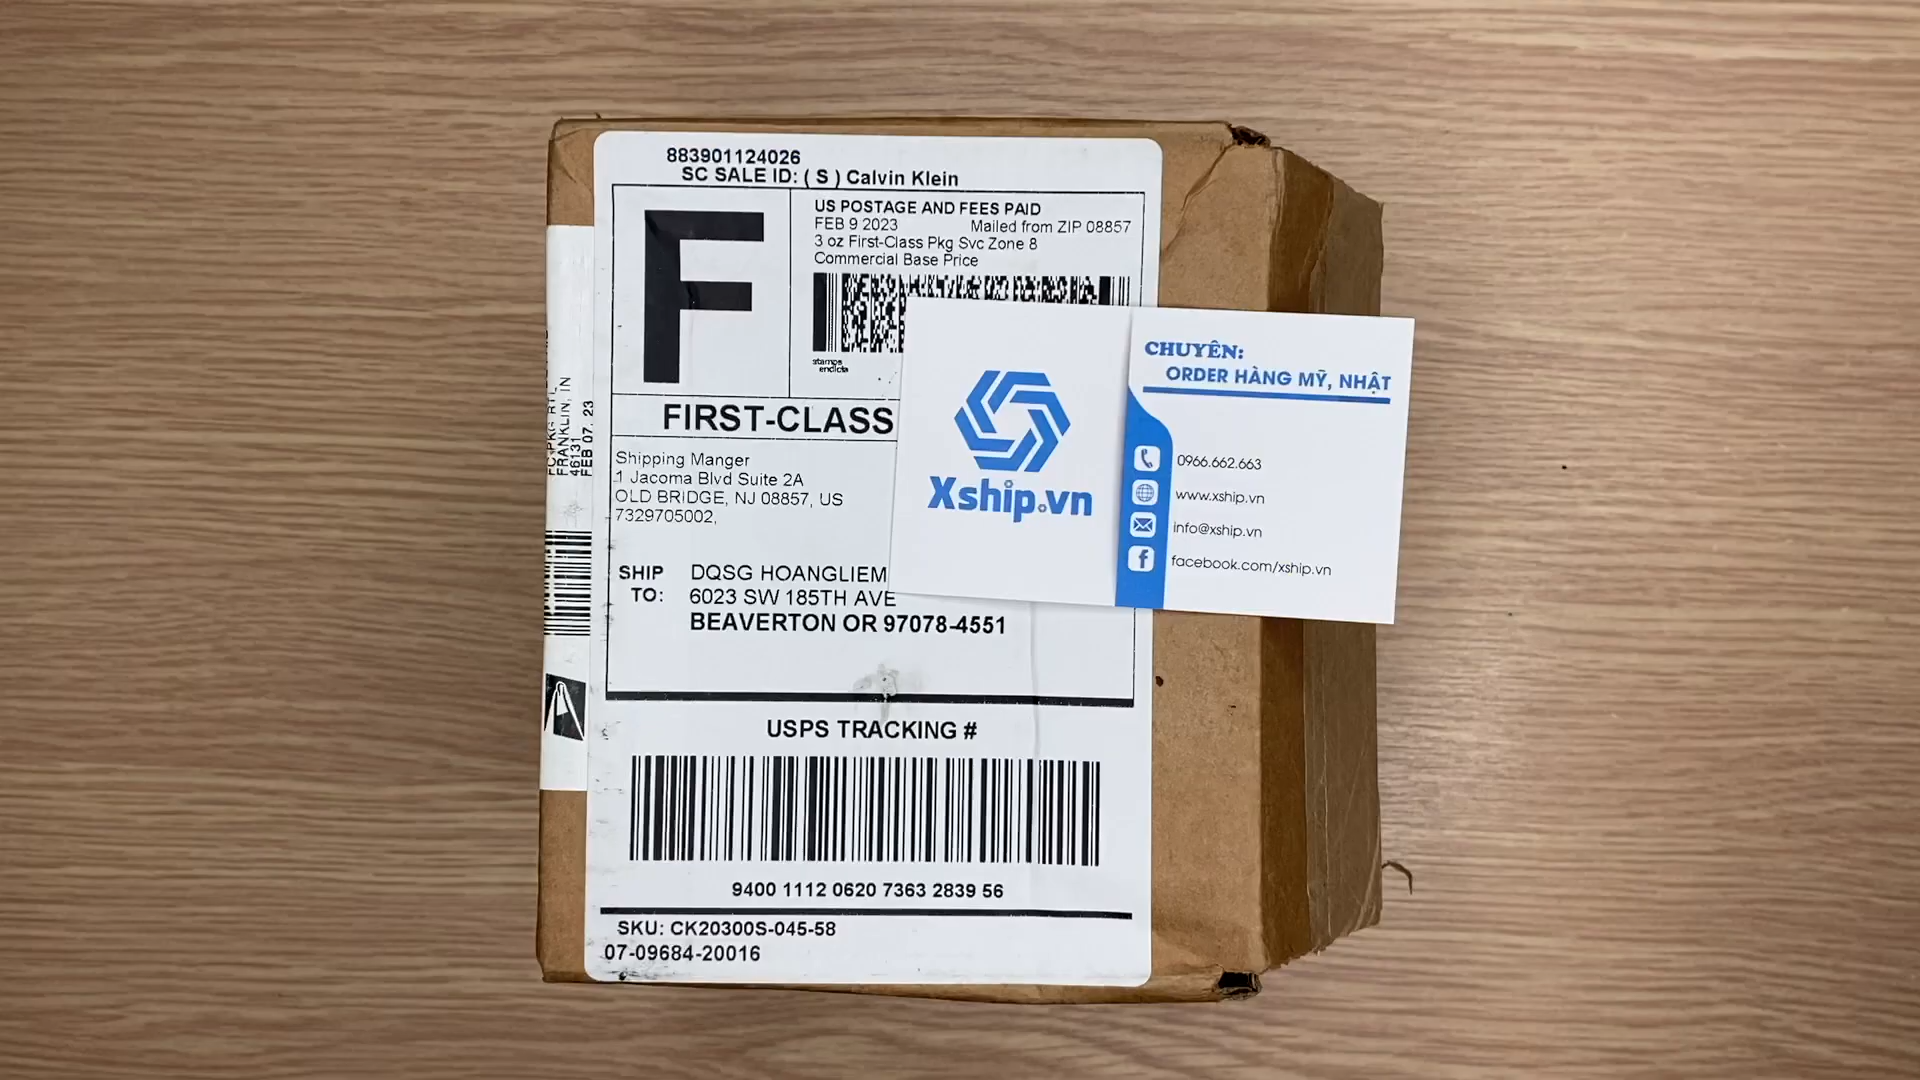 883901124026
SC SALE ID: ( S ) Calvin Klein
F
US POSTAGE AND FEES PAID
FEB 9 2023 Mailed from ZIP 08857
3 oz First-Class Pkg Svc Zone 8
Commercial Base Price
stamps
endicia
FIRST-CLASS
Shipping Manger
1 Jacoma Blvd Suite 2A
OLD BRIDGE, NJ 08857, US
7329705002,
SHIP TO:
DQSG HOANGLIEM
6023 SW 185TH AVE
BEAVERTON OR 97078-4551
USPS TRACKING #
9400 1112 0620 7363 2839 56
SKU: CK20300S-045-58
07-09684-20016
FRANKLIN, IN
46131
FEB 07, 23
Xship.vn
CHUYÊN:
ORDER HÀNG MỸ, NHẬT
0966.662.663
www.xship.vn
info@xship.vn
facebook.com/xship.vn